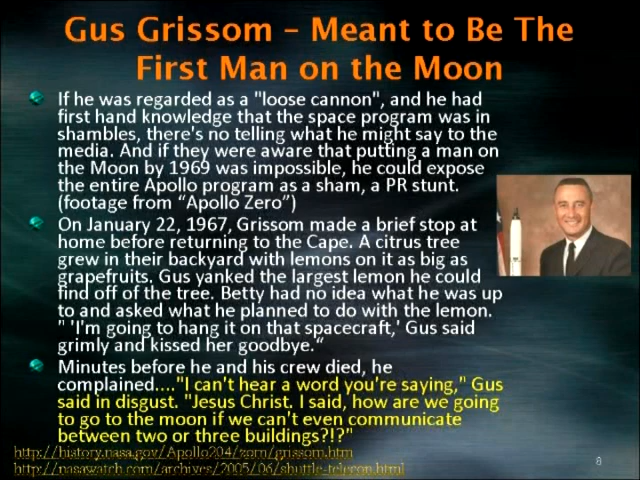 Gus Grissom – Meant to Be The
First Man on the Moon
If he was regarded as a "loose cannon", and he had
first hand knowledge that the space program was in
shambles, there's no telling what he might say to the
media. And if they were aware that putting a man on
the Moon by 1969 was impossible, he could expose
the entire Apollo program as a sham, a PR stunt.
(footage from “Apollo Zero”)
On January 22, 1967, Grissom made a brief stop at
home before returning to the Cape. A citrus tree
grew in their backyard with lemons on it as big as
grapefruits. Gus yanked the largest lemon he could
find off of the tree. Betty had no idea what he was up
to and asked what he planned to do with the lemon.
" 'I'm going to hang it on that spacecraft,' Gus said
grimly and kissed her goodbye.“
Minutes before he and his crew died, he
complained...."I can't hear a word you're saying," Gus
said in disgust. "Jesus Christ. I said, how are we going
to go to the moon if we can't even communicate
between two or three buildings?!?”
http://history.nasa.gov/Apollo204/zorn/grissom.htm
http://nasawatch.com/archives/2005/06/shuttle-telecon.html
8